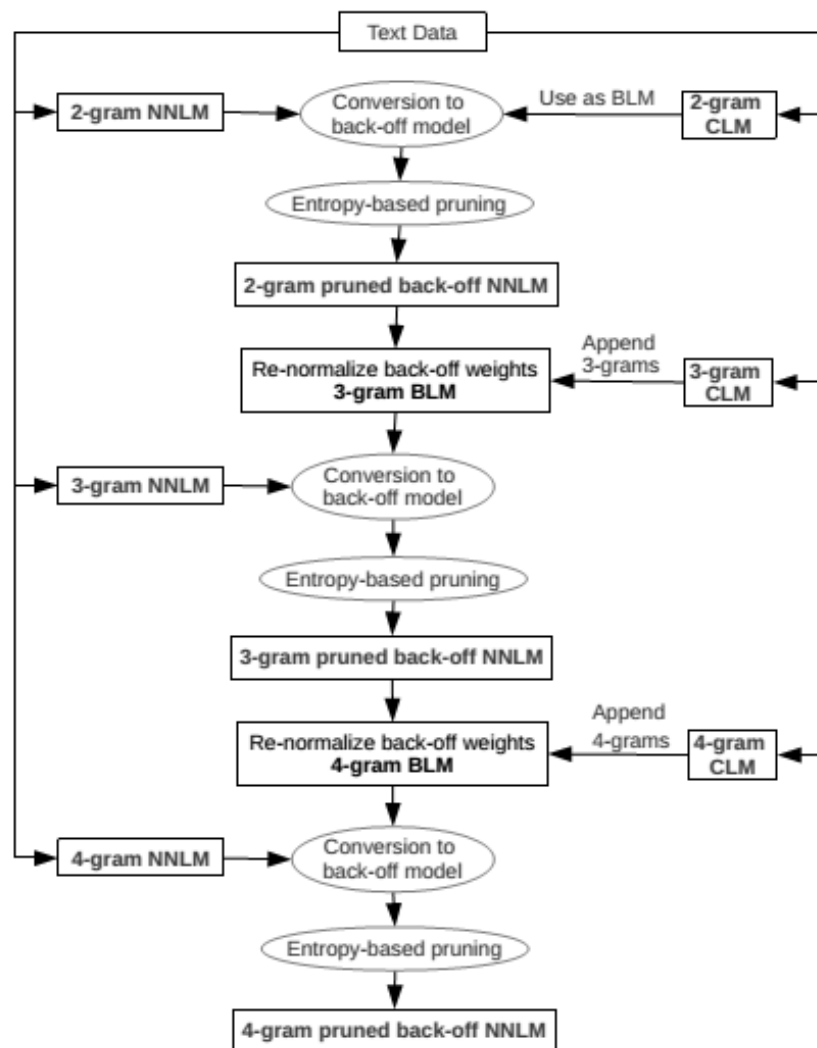 Text Data
2-gram NNLM
Conversion to
back-off model
Use as BLM
2-gram
CLM
Entropy-based pruning
2-gram pruned back-off NNLM
Re-normalize back-off weights
3-gram BLM
Append
3-grams
3-gram
CLM
3-gram NNLM
Conversion to
back-off model
Entropy-based pruning
3-gram pruned back-off NNLM
Re-normalize back-off weights
4-gram BLM
Append
4-grams
4-gram
CLM
4-gram NNLM
Conversion to
back-off model
Entropy-based pruning
4-gram pruned back-off NNLM